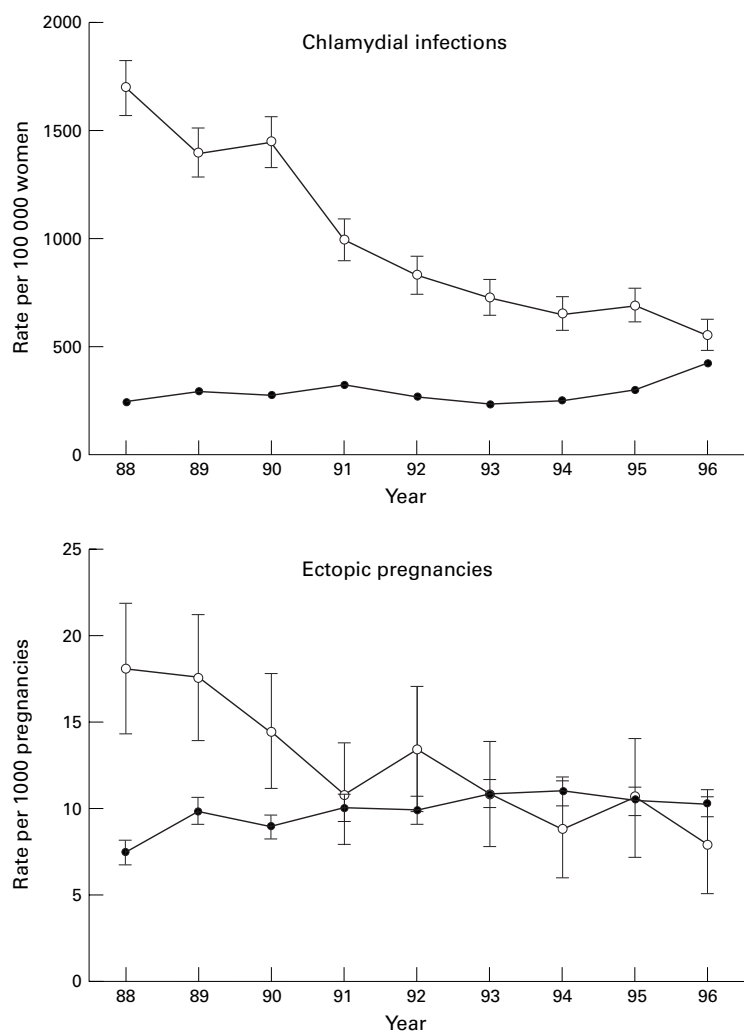 2000
Chlamydial infections
1500
1000
500
0
Rate per 100 000 women
88 89 90 91 92 93 94 95 96
Year
25
Ectopic pregnancies
20
15
10
5
0
Rate per 1000 pregnancies
88 89 90 91 92 93 94 95 96
Year